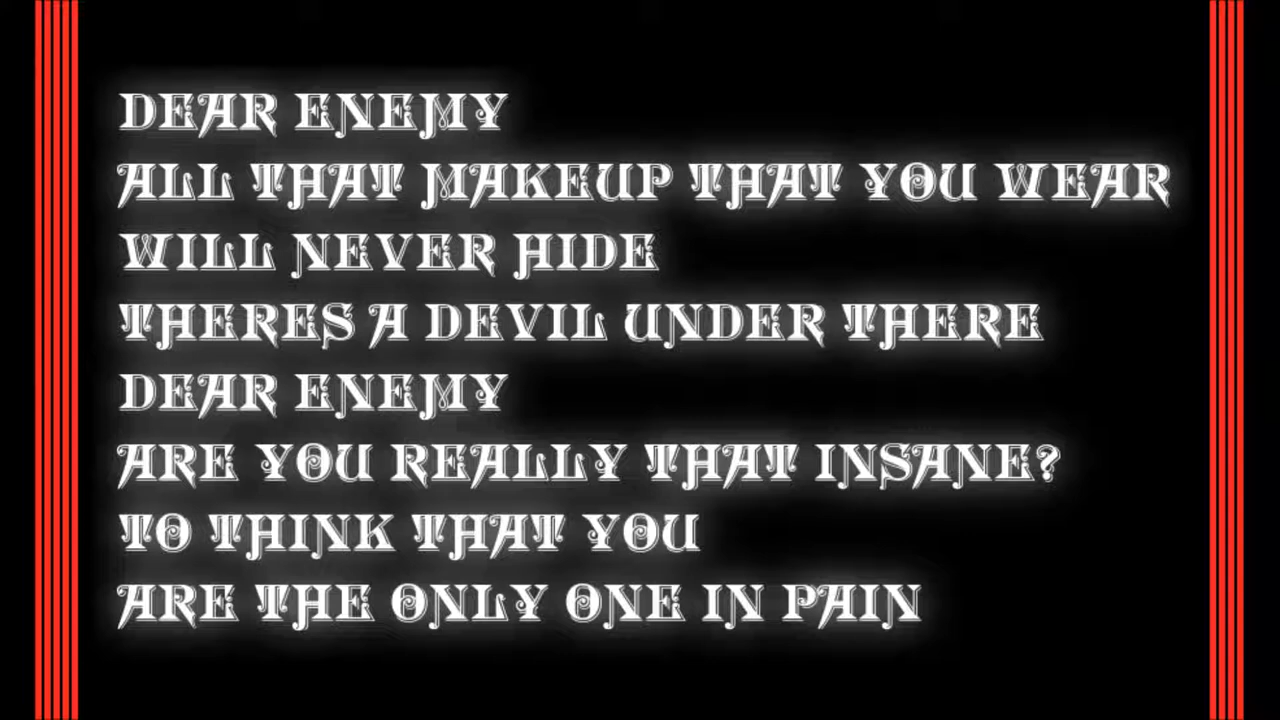 DEAR ENEMY
ALL THAT MAKEUP THAT YOU WEAR
WILL NEVER HIDE
THERES A DEVIL UNDER THERE
DEAR ENEMY
ARE YOU REALLY THAT INSANE?
TO THINK THAT YOU
ARE THE ONLY ONE IN PAIN